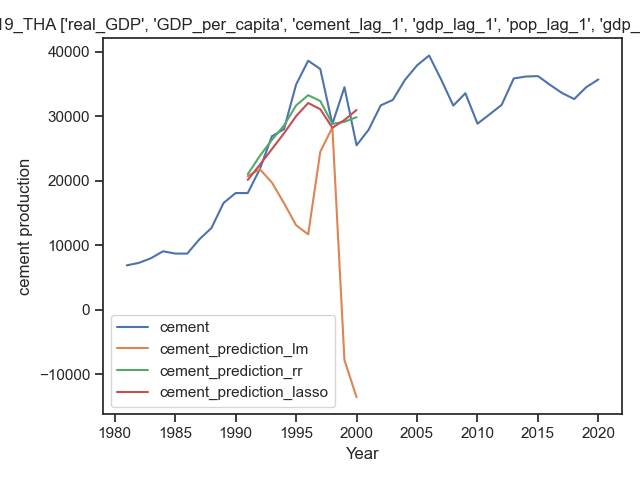 19_THA ['real_GDP', 'GDP_per_capita', 'cement_lag_1', 'gdp_lag_1', 'pop_lag_1', 'gdp_
40000
30000
20000
10000
0
−10000
cement production
cement
cement_prediction_lm
cement_prediction_rr
cement_prediction_lasso
1980 1985 1990 1995 2000 2005 2010 2015 2020
Year